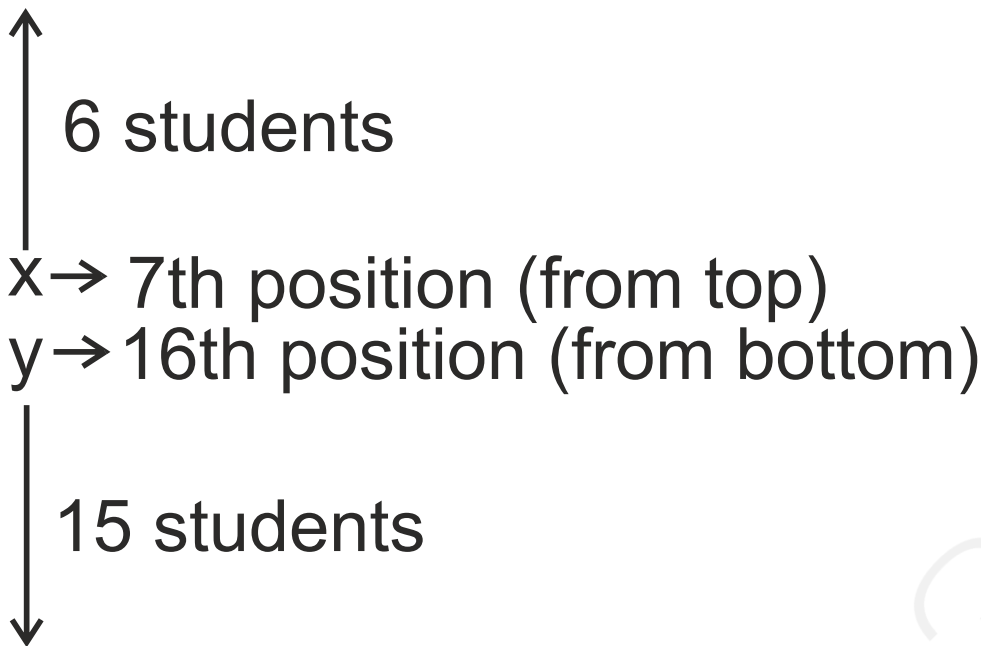 6 students
x→ 7th position (from top)
y→16th position (from bottom)
15 students